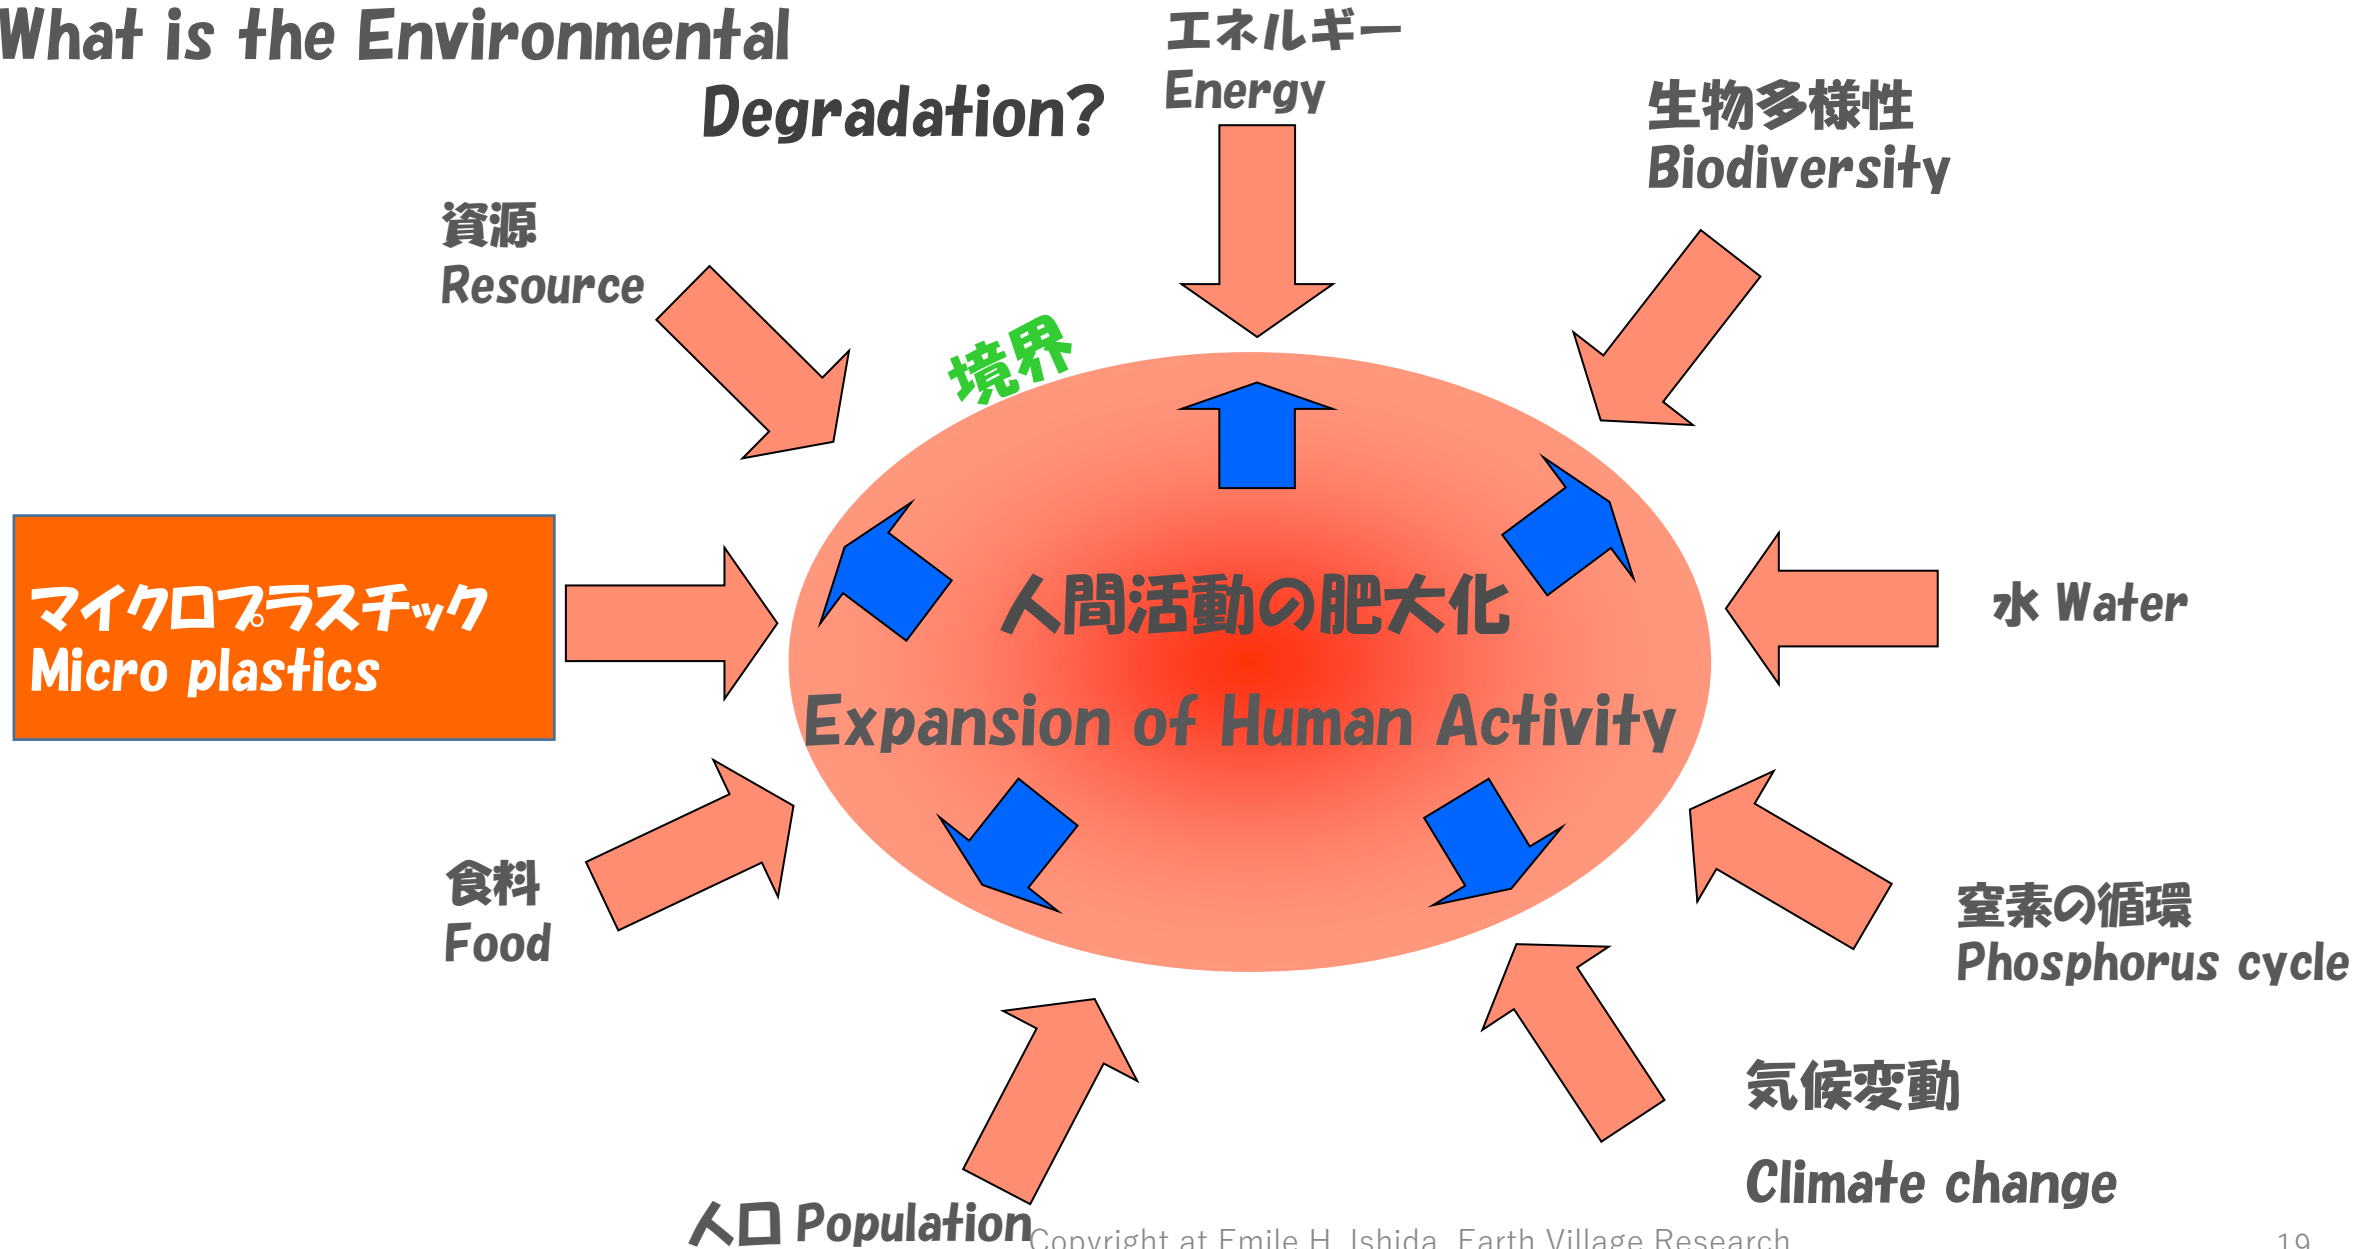 What is the Environmental
Degradation?
エネルギー
Energy
生物多様性
Biodiversity
資源
Resource
境界
マイクロプラスチック
Micro plastics
人間活動の肥大化
Expansion of Human Activity
水 Water
食料
Food
窒素の循環
Phosphorus cycle
気候変動
Climate change
人口 Population
Copyright at Emile H. Ishida, Earth Village Research
19